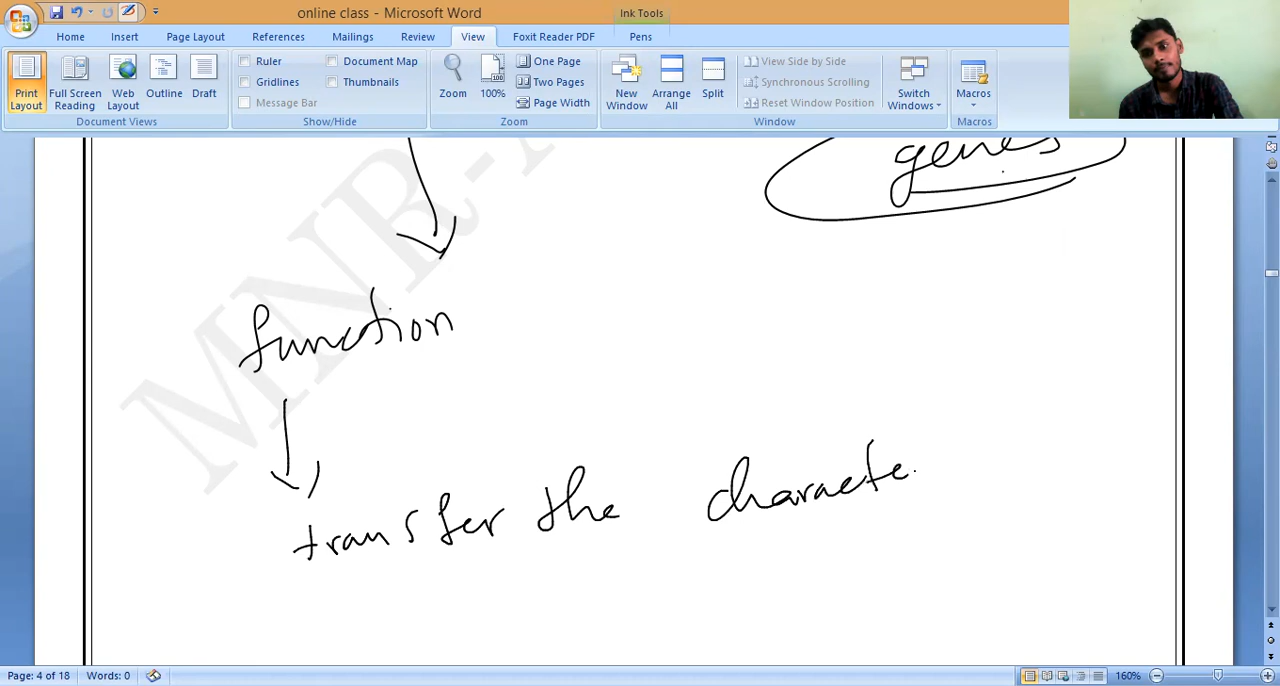 online class - Microsoft Word
Ink Tools
Home Insert Page Layout References Mailings Review View Foxit Reader PDF Pens
Print Layout
Full Screen Reading
Web Layout
Outline
Draft
Document Views
Ruler
Gridlines
Message Bar
Document Map
Thumbnails
Show/Hide
Zoom
100%
One Page
Two Pages
Page Width
Zoom
New Window
Arrange All
Split
View Side by Side
Synchronous Scrolling
Reset Window Position
Window
Switch Windows
Macros
Macros
genes
MNR-
function
transfer the characte
Page: 4 of 18 Words: 0 160%